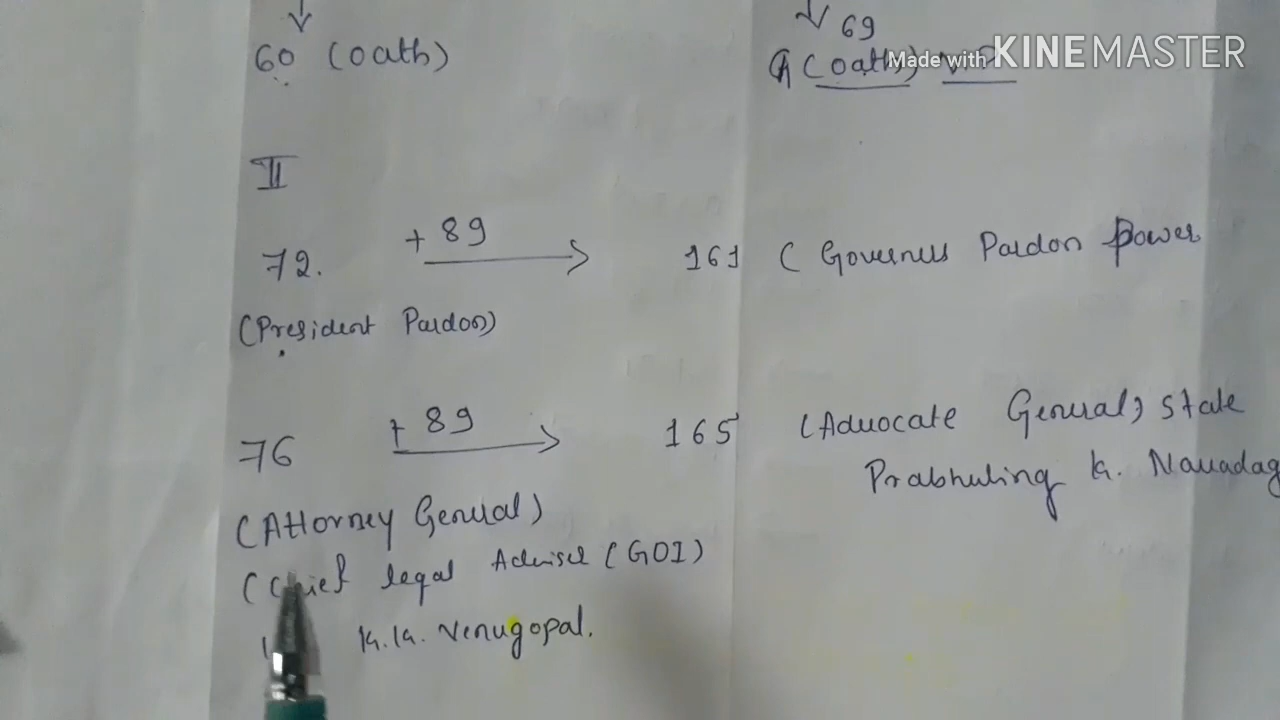 69
60 (oath) (oath) Made with KINEMASTER
II
72. + 89 161 ( Governers Pardon Power
(President Pardon)
76 + 89 165 (Advocate General) State
Prabhuling K. Navadag
(Attorney General)
(Chief legal Adviser (GOI)
K.K. Venugopal.